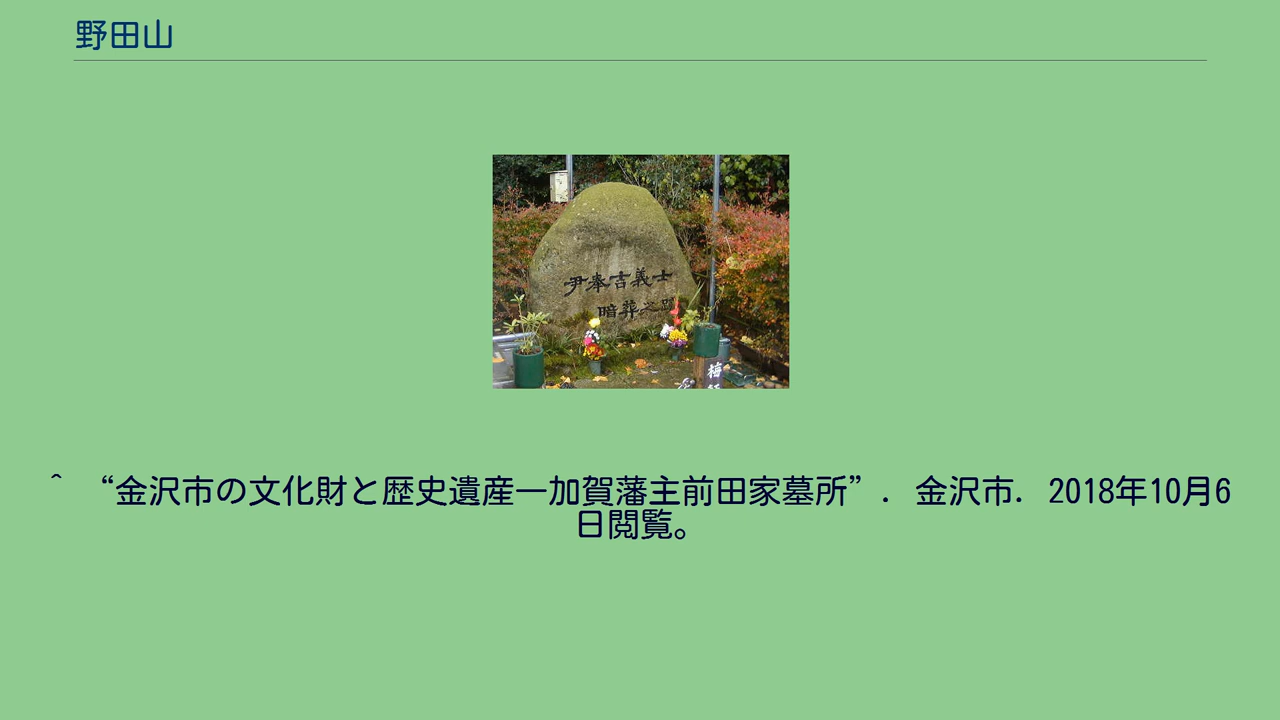 野田山
尹奉吉義士
暗葬之跡
梅
^ “金沢市の文化財と歴史遺産―加賀藩主前田家墓所”. 金沢市. 2018年10月6
日閲覧。